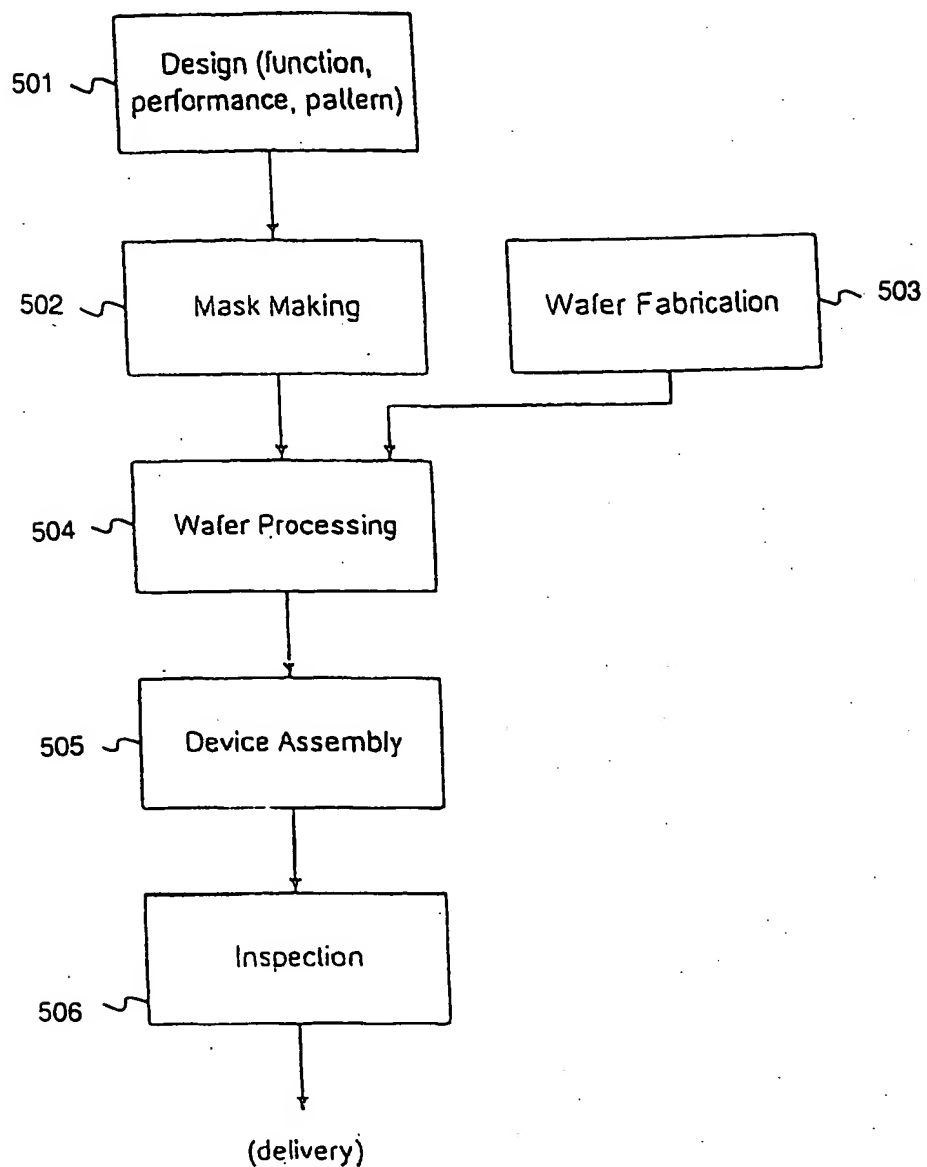 501
Design (function,
performance, pattern)
502
Mask Making
Wafer Fabrication
503
504
Wafer Processing
505
Device Assembly
Inspection
506
(delivery)